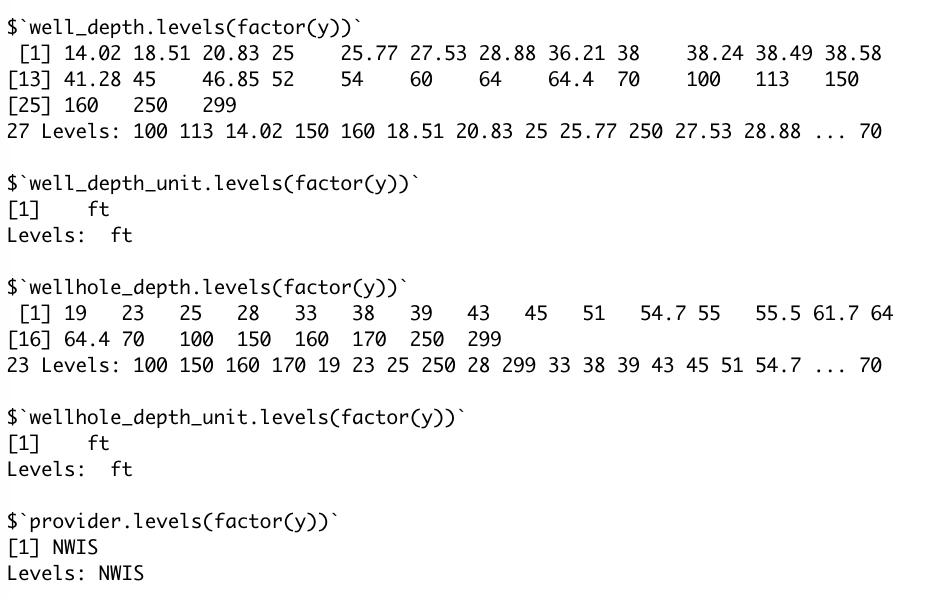 $`well_depth.levels(factor(y))`
 [1] 14.02 18.51 20.83 25    25.77 27.53 28.88 36.21 38    38.24 38.49 38.58
[13] 41.28 45    46.85 52    54    60    64    64.4  70    100   113   150
[25] 160   250   299
27 Levels: 100 113 14.02 150 160 18.51 20.83 25 25.77 250 27.53 28.88 ... 70
$`well_depth_unit.levels(factor(y))`
[1]    ft
Levels:  ft
$`wellhole_depth.levels(factor(y))`
 [1] 19   23   25   28   33   38   39   43   45   51   54.7 55   55.5 61.7 64
[16] 64.4 70   100  150  160  170  250  299
23 Levels: 100 150 160 170 19 23 25 250 28 299 33 38 39 43 45 51 54.7 ... 70
$`wellhole_depth_unit.levels(factor(y))`
[1]    ft
Levels:  ft
$`provider.levels(factor(y))`
[1] NWIS
Levels: NWIS